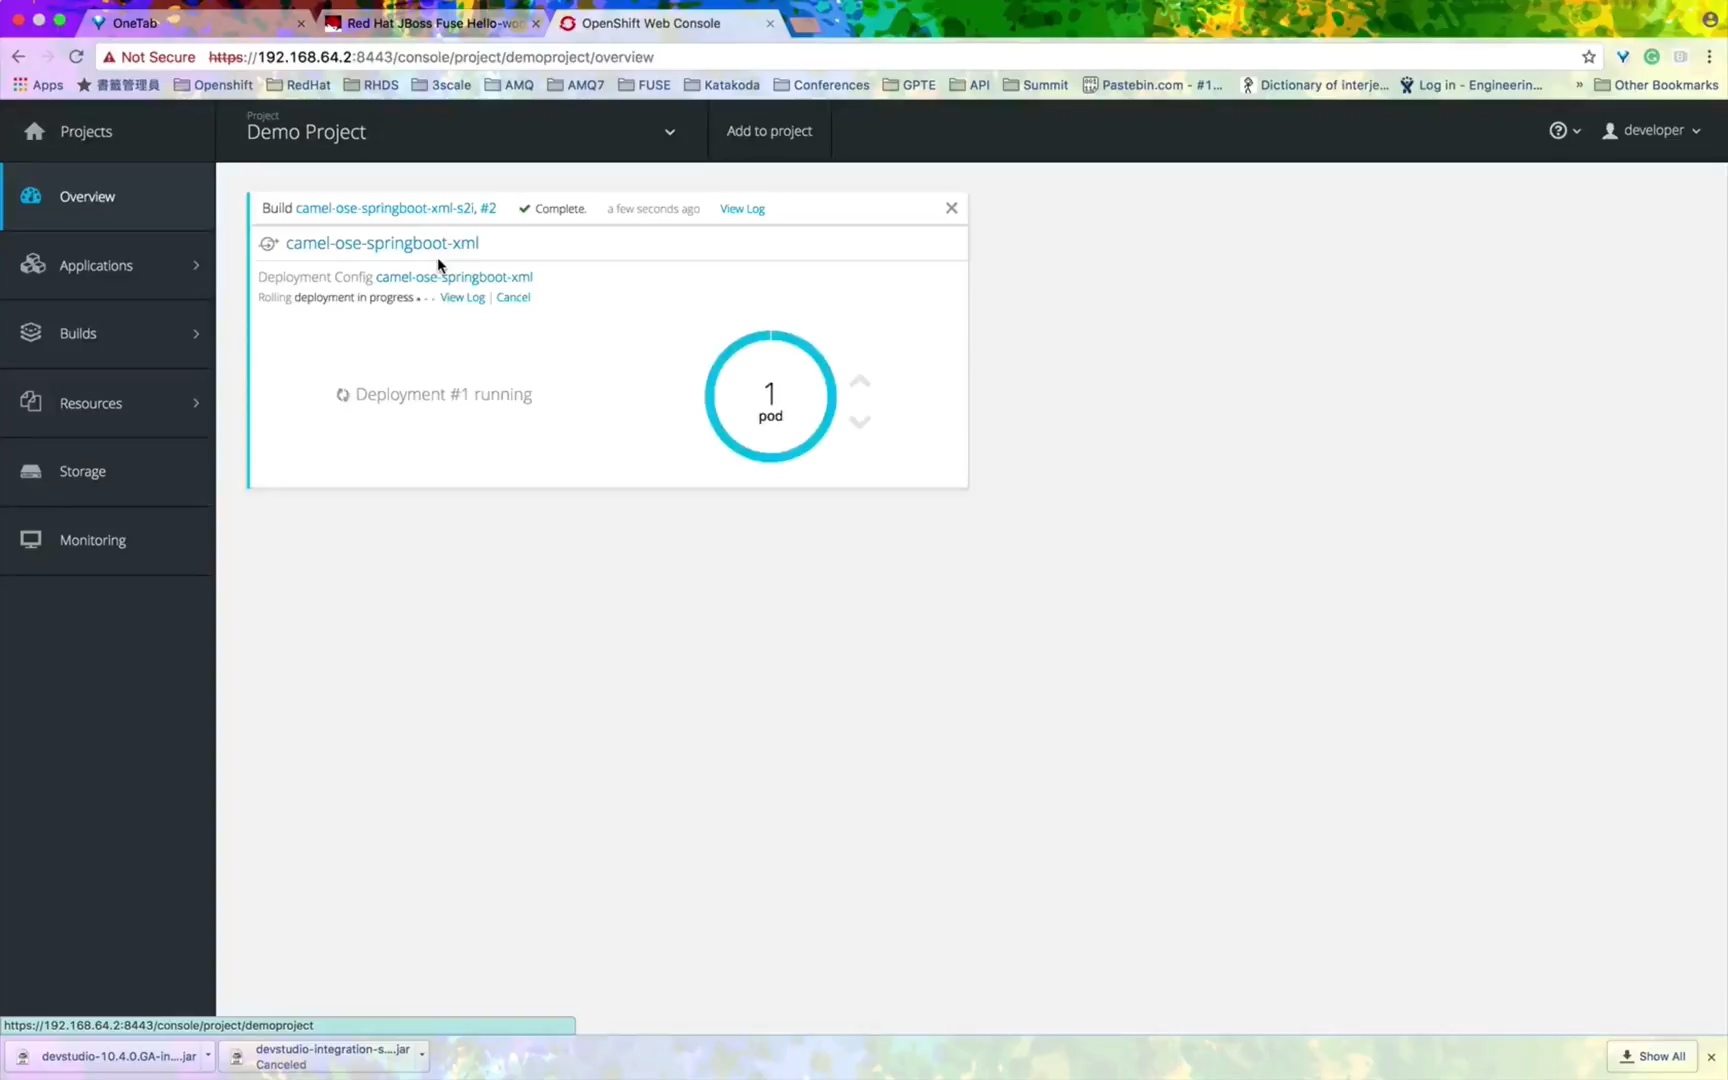 OneTab
Red Hat JBoss Fuse Hello-wo
OpenShift Web Console
Not Secure https://192.168.64.2:8443/console/project/demoproject/overview
Apps 書籤管理員 Openshift RedHat RHDS 3scale AMQ AMQ7 FUSE Katakoda Conferences GPTE API Summit Pastebin.com - #1... Dictionary of interje... Log in - Engineerin... » Other Bookmarks
Projects
Project
Demo Project
Add to project
developer
Overview
Applications
Builds
Resources
Storage
Monitoring
Build camel-ose-springboot-xml-s2i, #2 Complete. a few seconds ago View Log
camel-ose-springboot-xml
Deployment Config camel-ose-springboot-xml
Rolling deployment in progress View Log | Cancel
Deployment #1 running
1
pod
https://192.168.64.2:8443/console/project/demoproject
devstudio-10.4.0.GA-in....jar
devstudio-integration-s....jar
Canceled
Show All